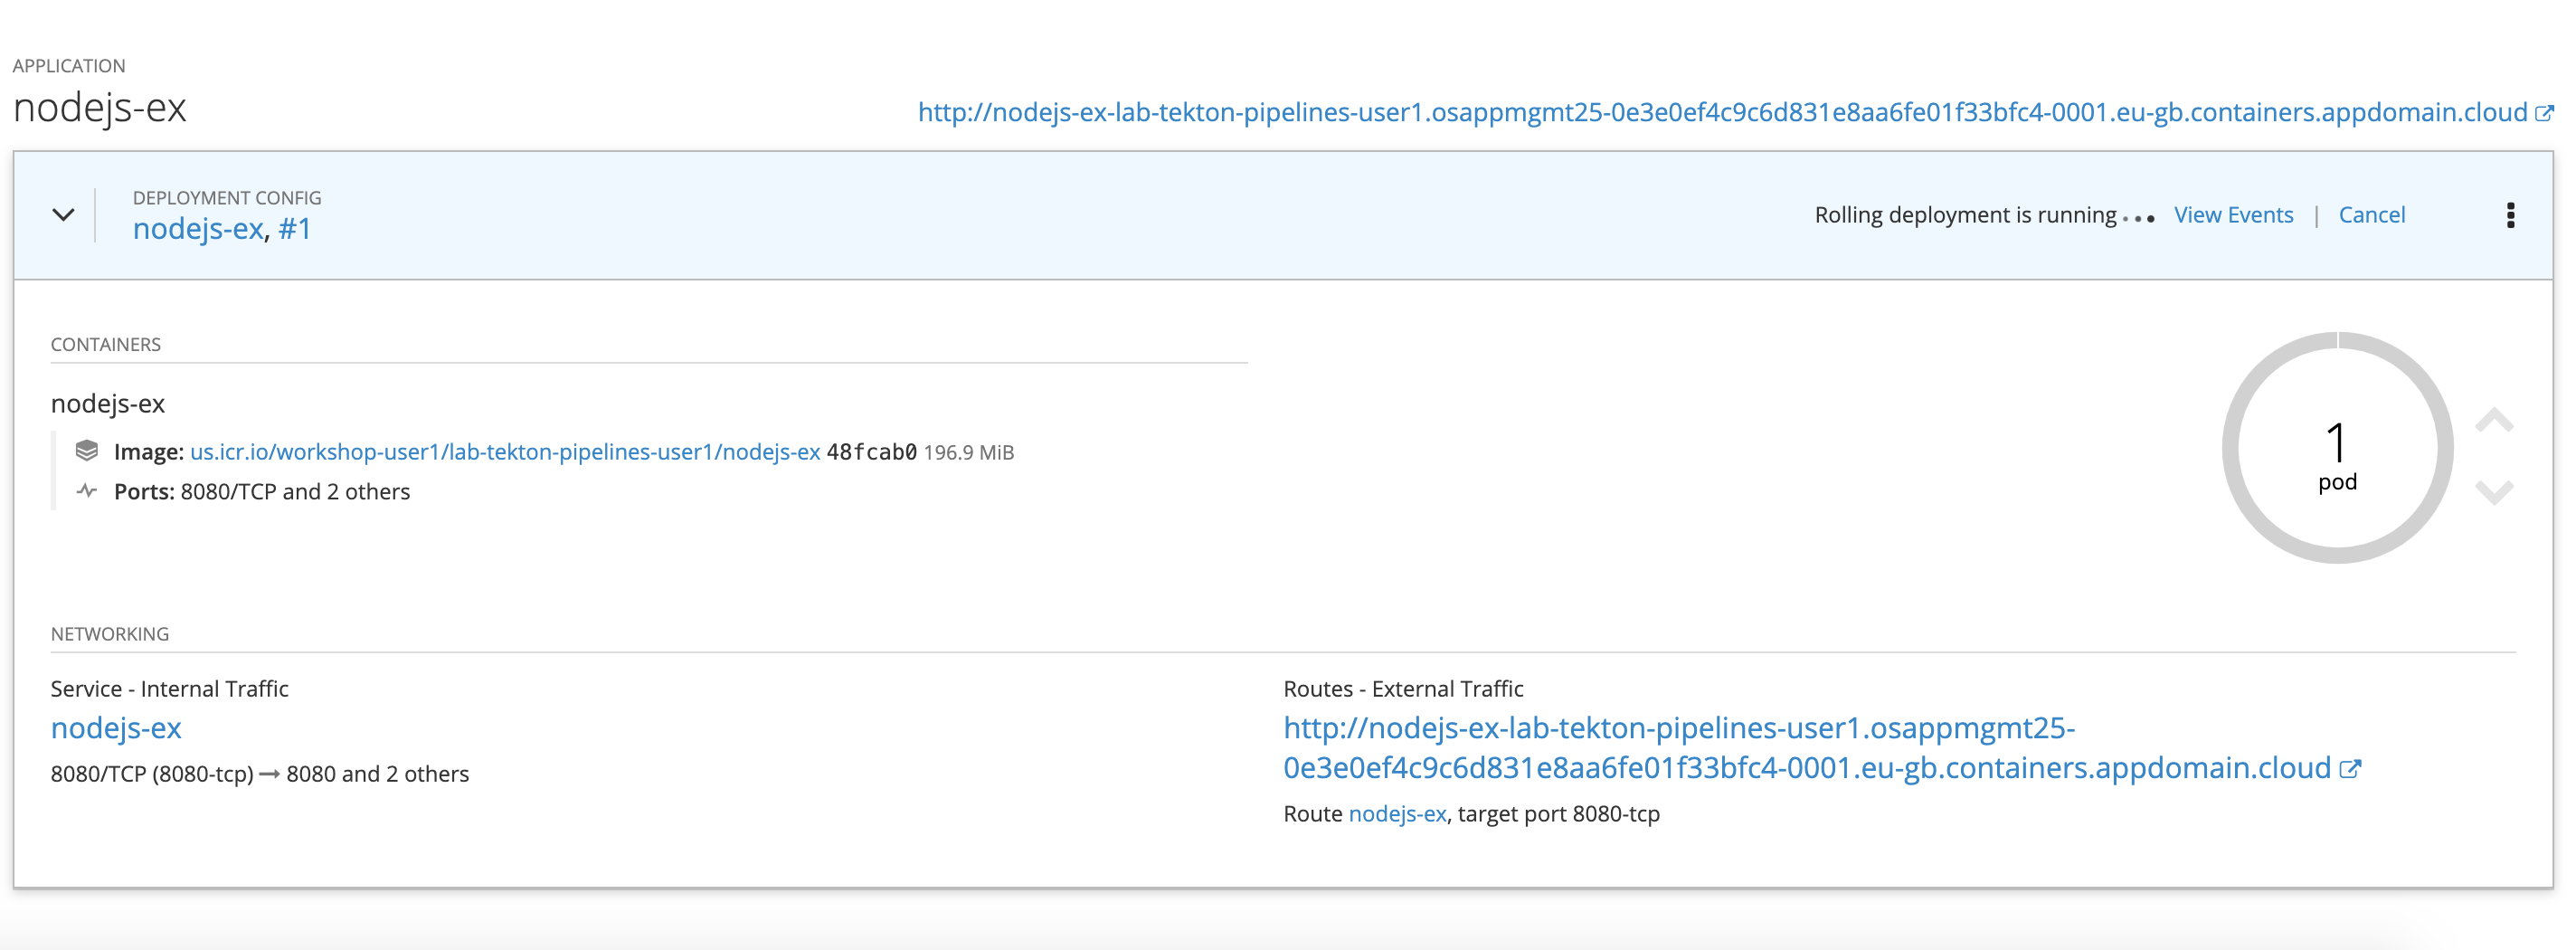 APPLICATION
nodejs-ex
http://nodejs-ex-lab-tekton-pipelines-user1.osappmgmt25-0e3e0ef4c9c6d831e8aa6fe01f33bfc4-0001.eu-gb.containers.appdomain.cloud
DEPLOYMENT CONFIG
nodejs-ex, #1
Rolling deployment is running... View Events | Cancel
CONTAINERS
nodejs-ex
Image: us.icr.io/workshop-user1/lab-tekton-pipelines-user1/nodejs-ex 48fcab0 196.9 MiB
Ports: 8080/TCP and 2 others
1
pod
NETWORKING
Service - Internal Traffic
nodejs-ex
8080/TCP (8080-tcp) → 8080 and 2 others
Routes - External Traffic
http://nodejs-ex-lab-tekton-pipelines-user1.osappmgmt25-
0e3e0ef4c9c6d831e8aa6fe01f33bfc4-0001.eu-gb.containers.appdomain.cloud
Route nodejs-ex, target port 8080-tcp